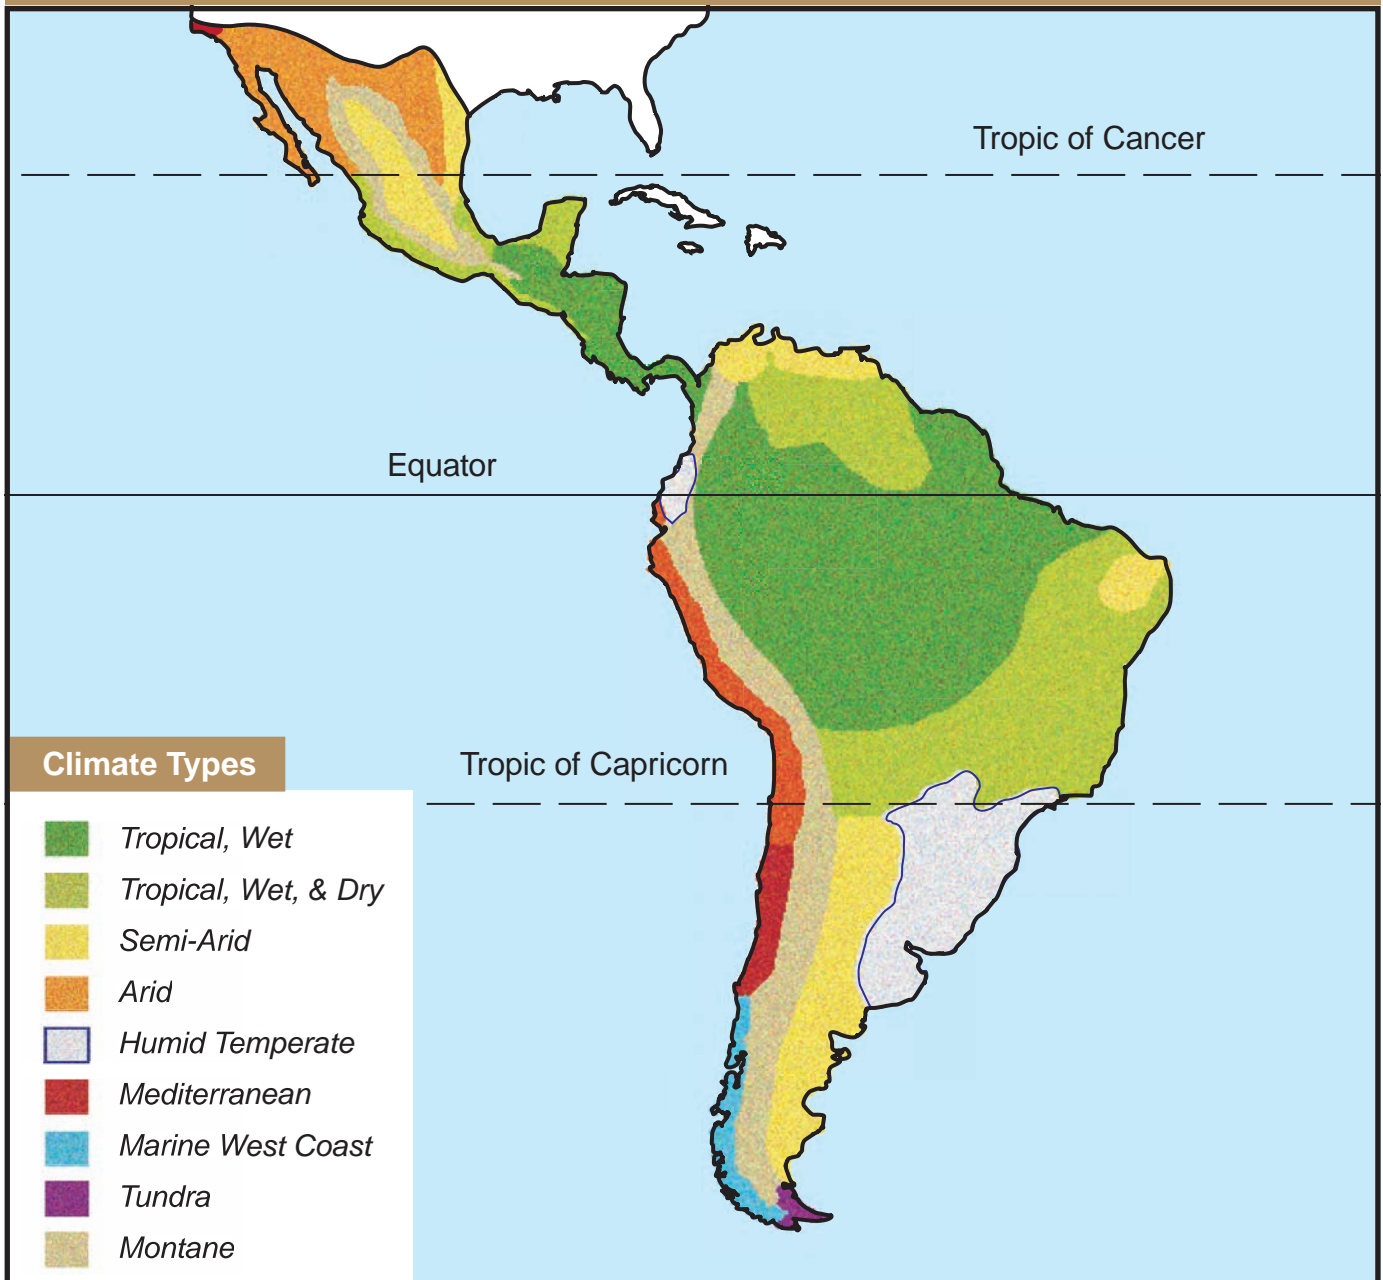 Tropic of Cancer
Equator
Tropic of Capricorn
Climate Types
Tropical, Wet
Tropical, Wet, & Dry
Semi-Arid
Arid
Humid Temperate
Mediterranean
Marine West Coast
Tundra
Montane